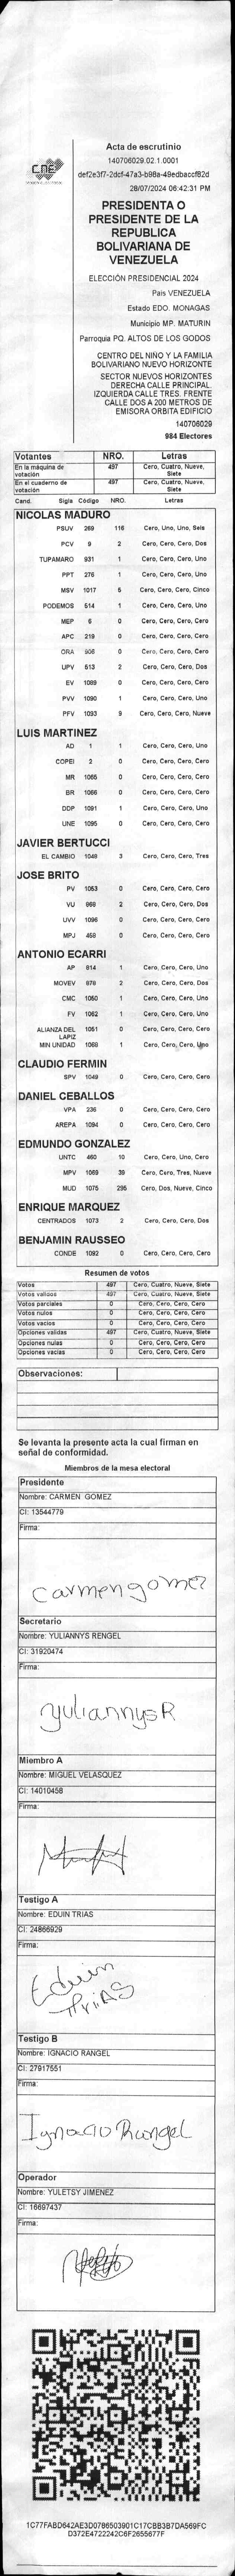 CNE
Acta de escrutinio
140706029.02.1.0001
def2e3f7-2dcf-47a3-b98a-49edbaccf82d
28/07/2024 06:42:31 PM
PRESIDENTA O
PRESIDENTE DE LA
REPUBLICA
BOLIVARIANA DE
VENEZUELA
ELECCIÓN PRESIDENCIAL 2024
Pais VENEZUELA
Estado EDO. MONAGAS
Municipio MP. MATURIN
Parroquia PQ. ALTOS DE LOS GODOS
CENTRO DEL NIÑO Y LA FAMILIA
BOLIVARIANO NUEVO HORIZONTE
SECTOR NUEVOS HORIZONTES
DERECHA CALLE PRINCIPAL.
IZQUIERDA CALLE TRES. FRENTE
CALLE DOS A 200 METROS DE
EMISORA ORBITA EDIFICIO
140706029
984 Electores
Votantes NRO. Letras
En la máquina de votación 497 Cero, Cuatro, Nueve, Siete
En el cuaderno de votación 497 Cero, Cuatro, Nueve, Siete
Cand. Sigla Código NRO. Letras
NICOLAS MADURO
PSUV 269 116 Cero, Uno, Uno, Seis
PCV 9 2 Cero, Cero, Cero, Dos
TUPAMARO 931 1 Cero, Cero, Cero, Uno
PPT 276 1 Cero, Cero, Cero, Uno
MSV 1017 5 Cero, Cero, Cero, Cinco
PODEMOS 514 1 Cero, Cero, Cero, Uno
MEP 6 0 Cero, Cero, Cero, Cero
APC 219 0 Cero, Cero, Cero, Cero
ORA 906 0 Cero, Cero, Cero, Cero
UPV 513 2 Cero, Cero, Cero, Dos
EV 1089 0 Cero, Cero, Cero, Cero
PVV 1090 1 Cero, Cero, Cero, Uno
PFV 1093 9 Cero, Cero, Cero, Nueve
LUIS MARTINEZ
AD 1 1 Cero, Cero, Cero, Uno
COPEI 2 0 Cero, Cero, Cero, Cero
MR 1065 0 Cero, Cero, Cero, Cero
BR 1066 0 Cero, Cero, Cero, Cero
DDP 1091 1 Cero, Cero, Cero, Uno
UNE 1095 0 Cero, Cero, Cero, Cero
JAVIER BERTUCCI
EL CAMBIO 1048 3 Cero, Cero, Cero, Tres
JOSE BRITO
PV 1053 0 Cero, Cero, Cero, Cero
VU 968 2 Cero, Cero, Cero, Dos
UVV 1096 0 Cero, Cero, Cero, Cero
MPJ 458 0 Cero, Cero, Cero, Cero
ANTONIO ECARRI
AP 814 1 Cero, Cero, Cero, Uno
MOVEV 878 2 Cero, Cero, Cero, Dos
CMC 1050 1 Cero, Cero, Cero, Uno
FV 1062 1 Cero, Cero, Cero, Uno
ALIANZA DEL LAPIZ 1051 0 Cero, Cero, Cero, Cero
MIN UNIDAD 1068 1 Cero, Cero, Cero, Uno
CLAUDIO FERMIN
SPV 1049 0 Cero, Cero, Cero, Cero
DANIEL CEBALLOS
VPA 236 0 Cero, Cero, Cero, Cero
AREPA 1094 0 Cero, Cero, Cero, Cero
EDMUNDO GONZALEZ
UNTC 460 10 Cero, Cero, Uno, Cero
MPV 1069 39 Cero, Cero, Tres, Nueve
MUD 1075 295 Cero, Dos, Nueve, Cinco
ENRIQUE MARQUEZ
CENTRADOS 1073 2 Cero, Cero, Cero, Dos
BENJAMIN RAUSSEO
CONDE 1092 0 Cero, Cero, Cero, Cero
Resumen de votos
Votos 497 Cero, Cuatro, Nueve, Siete
Votos validos 497 Cero, Cuatro, Nueve, Siete
Votos parciales 0 Cero, Cero, Cero, Cero
Votos nulos 0 Cero, Cero, Cero, Cero
Votos vacios 0 Cero, Cero, Cero, Cero
Opciones validas 497 Cero, Cuatro, Nueve, Siete
Opciones nulas 0 Cero, Cero, Cero, Cero
Opciones vacias 0 Cero, Cero, Cero, Cero
Observaciones:
Se levanta la presente acta la cual firman en
señal de conformidad.
Miembros de la mesa electoral
Presidente
Nombre: CARMEN GOMEZ
CI: 13544779
Firma:
Carmen gomez
Secretario
Nombre: YULIANNYS RENGEL
CI: 31920474
Firma:
yuliannys R
Miembro A
Nombre: MIGUEL VELASQUEZ
CI: 14010458
Firma:
Testigo A
Nombre: EDUIN TRIAS
CI: 24866929
Firma:
Eduin
TriAS
Testigo B
Nombre: IGNACIO RANGEL
CI: 27917551
Firma:
Ignacio Rangel
Operador
Nombre: YULETSY JIMENEZ
CI: 16697437
Firma:
1C77FABD642AE3D0786503901C17CBB3B7DA569FC
D372E4722242C6F2655677F